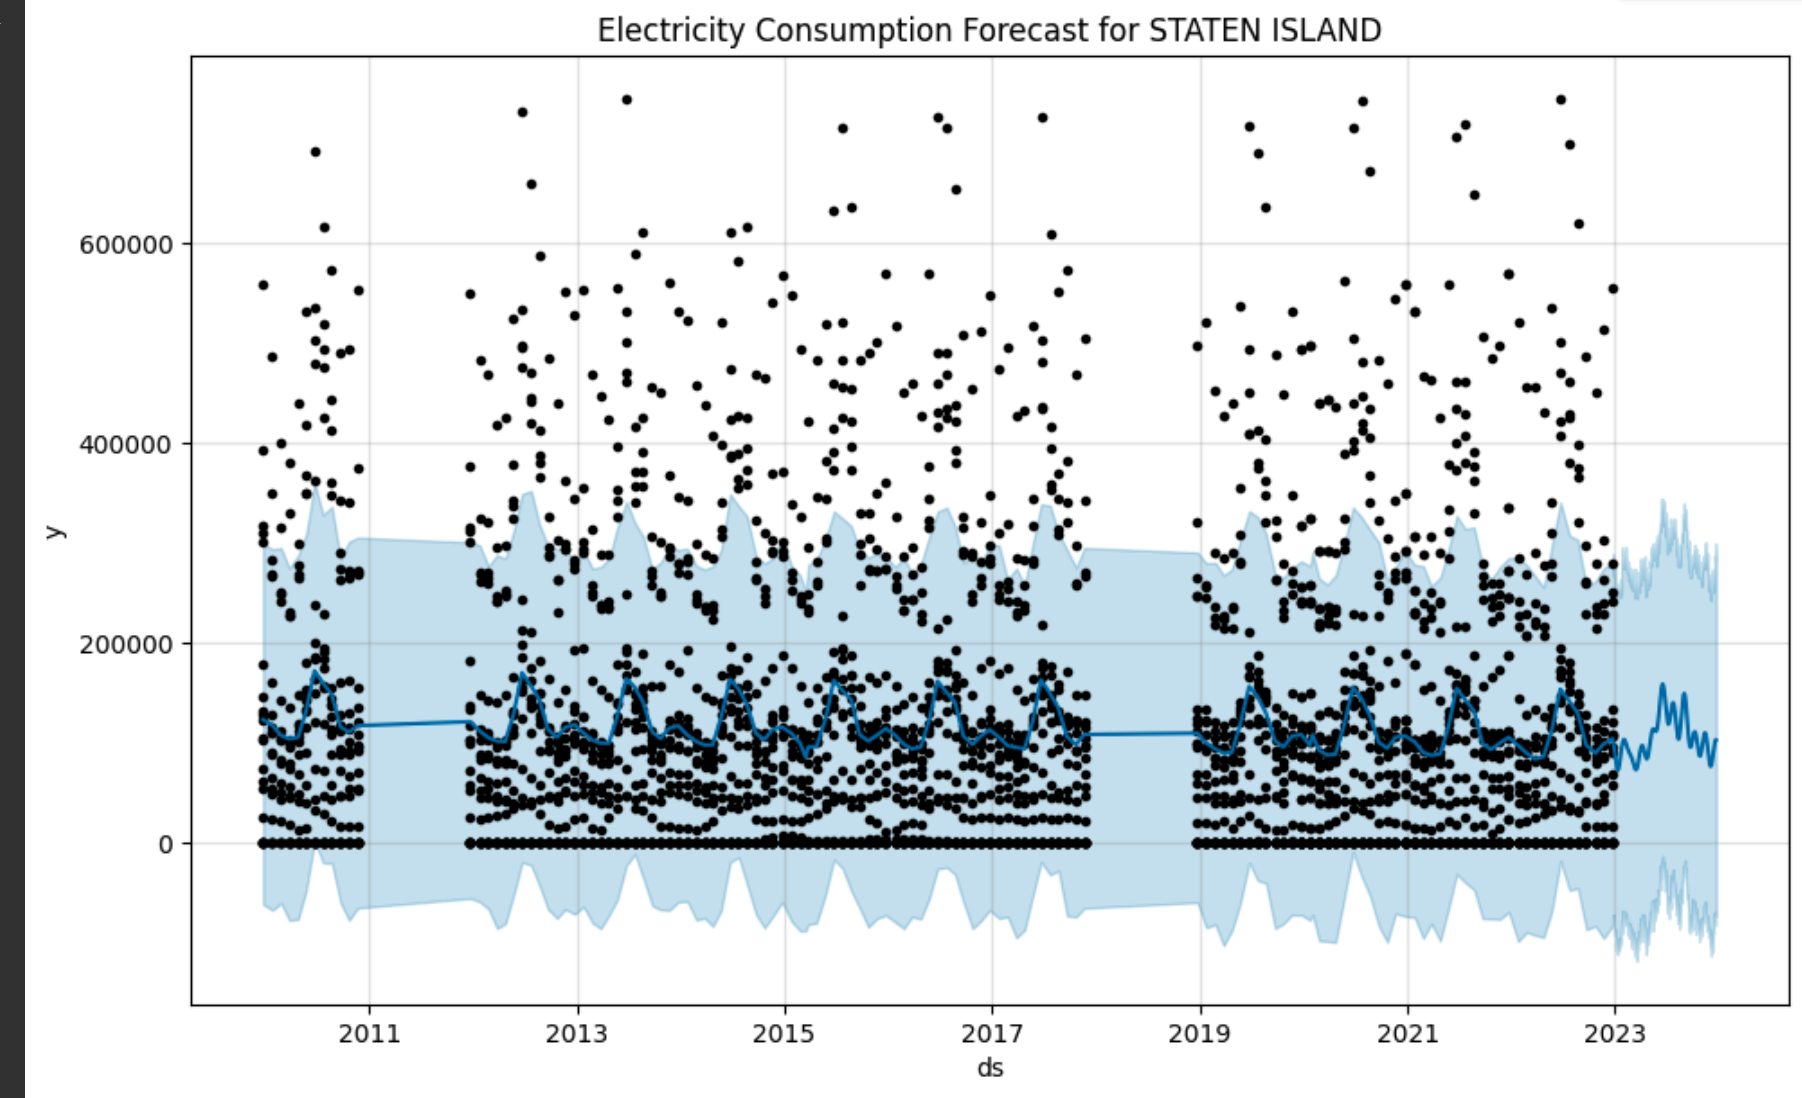 Electricity Consumption Forecast for STATEN ISLAND
y
600000
400000
200000
0
2011 2013 2015 2017 2019 2021 2023
ds